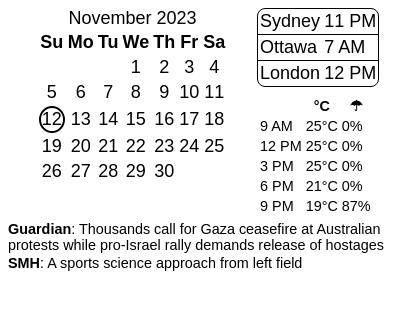 November 2023
Su Mo Tu We Th Fr Sa
1 2 3 4
5 6 7 8 9 10 11
12 13 14 15 16 17 18
19 20 21 22 23 24 25
26 27 28 29 30
Sydney 11 PM
Ottawa 7 AM
London 12 PM
°C ☂
9 AM 25°C 0%
12 PM 25°C 0%
3 PM 25°C 0%
6 PM 21°C 0%
9 PM 19°C 87%
Guardian: Thousands call for Gaza ceasefire at Australian
protests while pro-Israel rally demands release of hostages
SMH: A sports science approach from left field